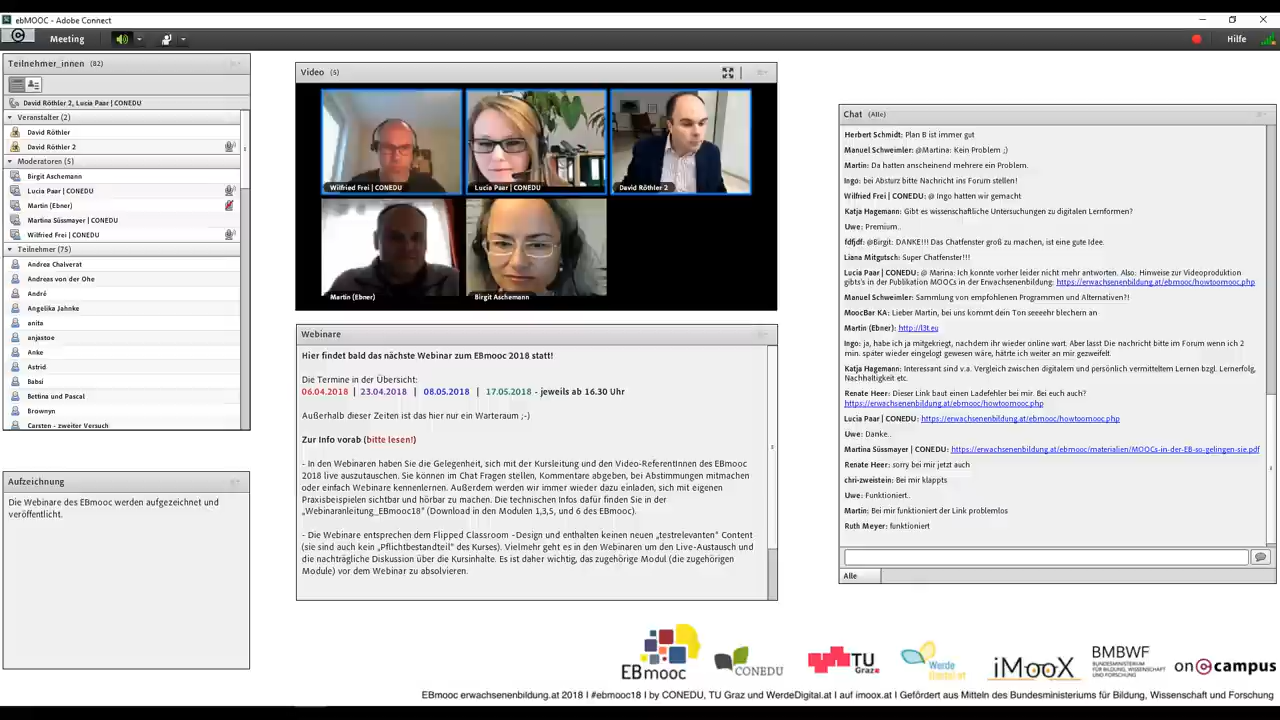 ebMOOC - Adobe Connect
Meeting
Hilfe
Teilnehmer_innen (82)
David Röthler 2, Lucia Paar | CONEDU
Veranstalter (2)
David Röthler
David Röthler 2
Moderatoren (5)
Birgit Aschemann
Lucia Paar | CONEDU
Martin (Ebner)
Martina Süssmayer | CONEDU
Wilfried Frei | CONEDU
Teilnehmer (75)
Andrea Chalverat
Andreas von der Ohe
André
Angelika Jahnke
anita
anjastoe
Anke
Astrid
Babsi
Bettina und Pascal
Brownyn
Carsten - zweiter Versuch
Aufzeichnung
Die Webinare des EBmooc werden aufgezeichnet und
veröffentlicht.
Video (5)
Wilfried Frei | CONEDU
Lucia Paar | CONEDU
David Röthler 2
Martin (Ebner)
Birgit Aschemann
Webinare
Hier findet bald das nächste Webinar zum EBmooc 2018 statt!
Die Termine in der Übersicht:
06.04.2018 | 23.04.2018 | 08.05.2018 | 17.05.2018 - jeweils ab 16.30 Uhr
Außerhalb dieser Zeiten ist das hier nur ein Warteraum ;-)
Zur Info vorab (bitte lesen!)
- In den Webinaren haben Sie die Gelegenheit, sich mit der Kursleitung und den Video-ReferentInnen des EBmooc
2018 live auszutauschen. Sie können im Chat Fragen stellen, Kommentare abgeben, bei Abstimmungen mitmachen
oder einfach Webinare kennenlernen. Außerdem werden wir immer wieder dazu einladen, sich mit eigenen
Praxisbeispielen sichtbar und hörbar zu machen. Die technischen Infos dafür finden Sie in der
„Webinaranleitung_EBmooc18" (Download in den Modulen 1,3,5, und 6 des EBmooc).
- Die Webinare entsprechen dem Flipped Classroom -Design und enthalten keinen neuen „testrelevanten" Content
(sie sind auch kein „Pflichtbestandteil" des Kurses). Vielmehr geht es in den Webinaren um den Live-Austausch und
die nachträgliche Diskussion über die Kursinhalte. Es ist daher wichtig, das zugehörige Modul (die zugehörigen
Module) vor dem Webinar zu absolvieren.
Chat (Alle)
Herbert Schmidt: Plan B ist immer gut
Manuel Schweimler: @Martina: Kein Problem ;)
Martin: Da hatten anscheinend mehrere ein Problem.
Ingo: bei Absturz bitte Nachricht ins Forum stellen!
Wilfried Frei | CONEDU: @ Ingo hatten wir gemacht
Katja Hagemann: Gibt es wissenschaftliche Untersuchungen zu digitalen Lernformen?
Uwe: Premium..
fdfjdf: @Birgit: DANKE!!! Das Chatfenster groß zu machen, ist eine gute Idee.
Liana Mitgutsch: Super Chatfenster!!!
Lucia Paar | CONEDU: @ Marina: Ich konnte vorher leider nicht mehr antworten. Also: Hinweise zur Videoproduktion
gibts's in der Publikation MOOCs in der Erwachsenenbildung: https://erwachsenenbildung.at/ebmooc/howtoomooc.php
Manuel Schweimler: Sammlung von empfohlenen Programmen und Alternativen?!
MoocBar KA: Lieber Martin, bei uns kommt dein Ton seeeehr blechern an
Martin (Ebner): http://l3t.eu
Ingo: ja, habe ich ja mitgekriegt, nachdem ihr wieder online wart. Aber lasst Die nachricht bitte im Forum wenn ich 2
min. später wieder eingelogt gewesen wäre, hätrte ich weiter an mir gezweifelt.
Katja Hagemann: Interessant sind v.a. Vergleich zwischen digitalem und persönlich vermitteltem Lernen bzgl. Lernerfolg,
Nachhaltigkeit etc.
Renate Heer: Dieser Link baut einen Ladefehler bei mir. Bei euch auch?
https://erwachsenenbildung.at/ebmooc/howtoomooc.php
Lucia Paar | CONEDU: https://erwachsenenbildung.at/ebmooc/howtoomooc.php
Uwe: Danke..
Martina Süssmayer | CONEDU: https://erwachsenenbildung.at/ebmooc/materialien/MOOCs-in-der-EB-so-gelingen-sie.pdf
Renate Heer: sorry bei mir jetzt auch
chri-zweistein: Bei mir klappts
Uwe: Funktioniert..
Martin: Bei mir funktioniert der Link problemlos
Ruth Meyer: funktioniert
Alle
EBmooc
CONEDU
TU
Graz
Werde
Digital.at
iMooX
BMBWF
BUNDESMINISTERIUM
FÜR BILDUNG, WISSENSCHAFT
UND FORSCHUNG
on campus
EBmooc erwachsenenbildung.at 2018 I #ebmooc18 I by CONEDU, TU Graz und WerdeDigital.at I auf imoox.at I Gefördert aus Mitteln des Bundesministeriums für Bildung, Wissenschaft und Forschung